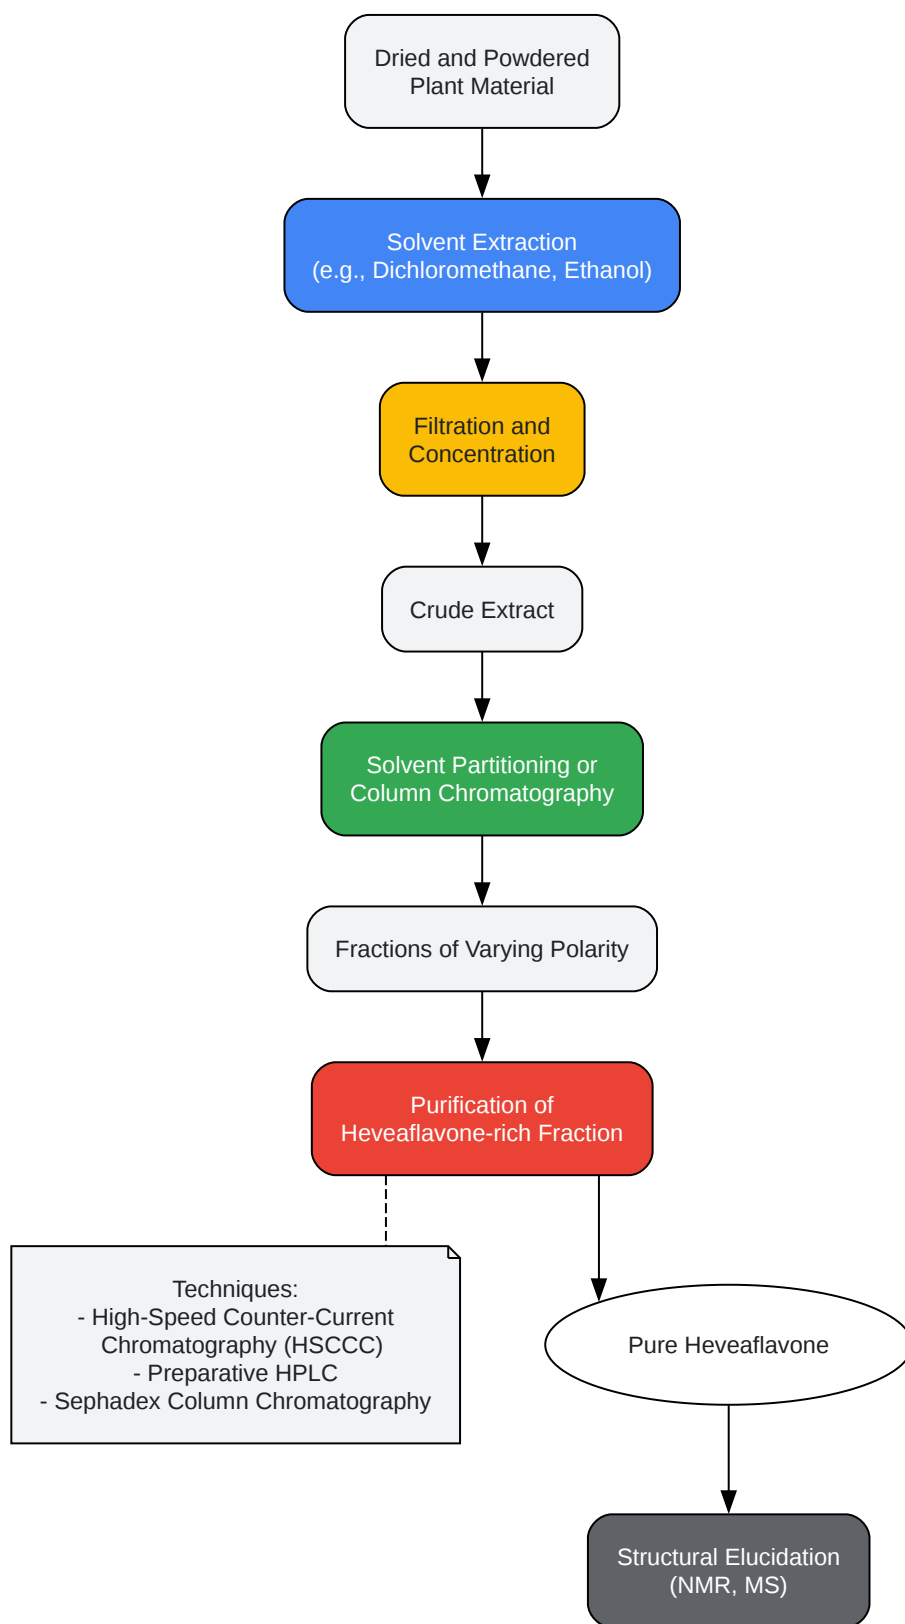 Dried and Powdered
Plant Material
Solvent Extraction
(e.g., Dichloromethane, Ethanol)
Filtration and
Concentration
Crude Extract
Solvent Partitioning or
Column Chromatography
Fractions of Varying Polarity
Purification of
Heveaflavone-rich Fraction
Techniques:
- High-Speed Counter-Current
Chromatography (HSCCC)
- Preparative HPLC
- Sephadex Column Chromatography
Pure Heveaflavone
Structural Elucidation
(NMR, MS)